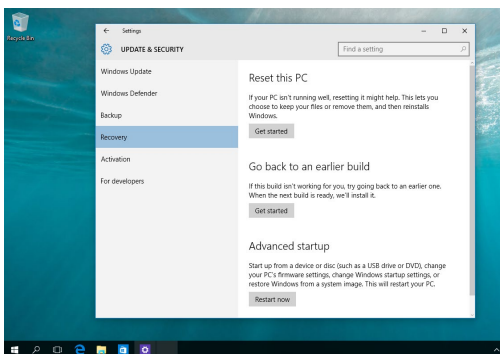 Recycle Bin
Settings
UPDATE & SECURITY
Find a setting
Windows Update
Windows Defender
Backup
Recovery
Activation
For developers
Reset this PC
If your PC isn't running well, resetting it might help. This lets you
choose to keep your files or remove them, and then reinstalls
Windows.
Get started
Go back to an earlier build
If this build isn't working for you, try going back to an earlier one.
When the next build is ready, we'll install it.
Get started
Advanced startup
Start up from a device or disc (such as a USB drive or DVD), change
your PC's firmware settings, change Windows startup settings, or
restore Windows from a system image. This will restart your PC.
Restart now